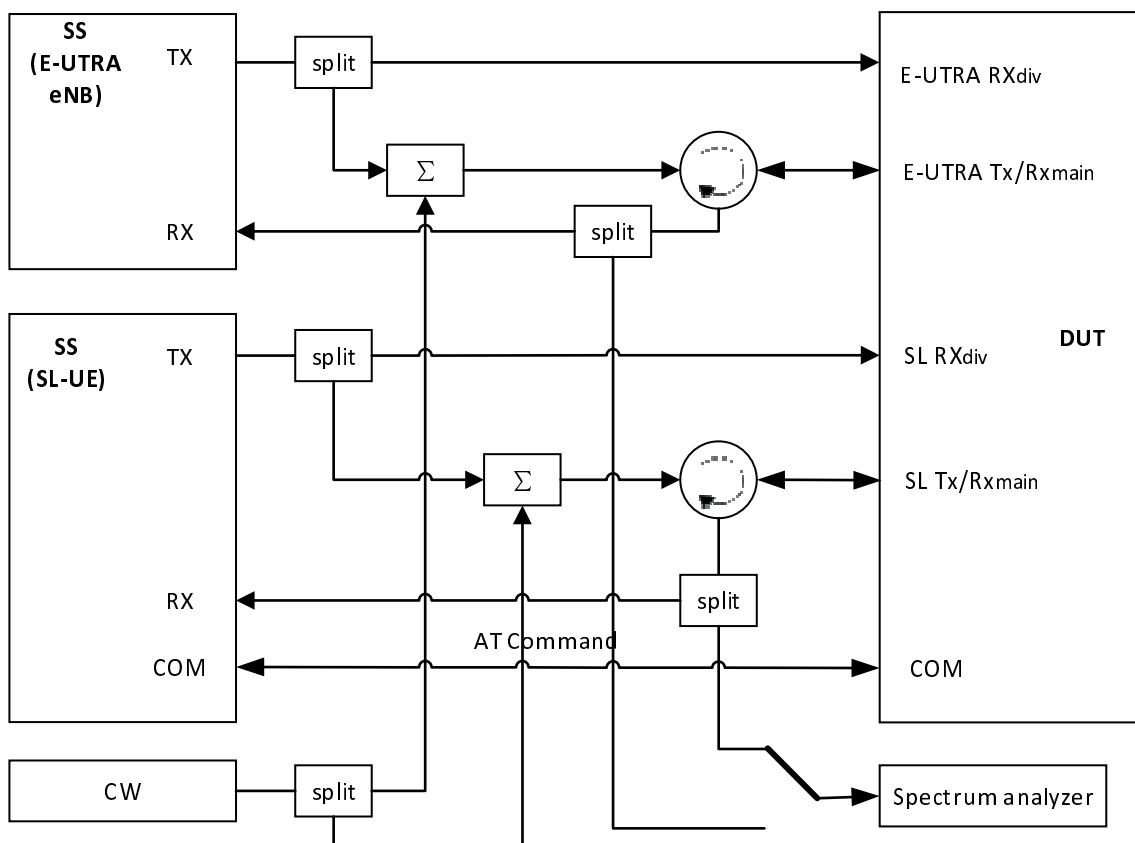 SS
(E-UTRA
eNB)
TX
RX
split
Σ
split
E-UTRA RXdiv
E-UTRA Tx/Rxmain
SS
(SL-UE)
TX
RX
COM
split
Σ
split
AT Command
SL RXdiv
DUT
SL Tx/Rxmain
COM
CW
split
Spectrum analyzer